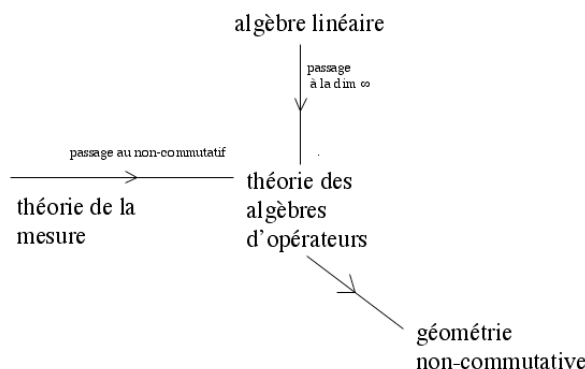 algèbre linéaire
passage
à la dim ∞
passage au non-commutatif
théorie de la
mesure
théorie des
algèbres
d'opérateurs
géométrie
non-commutative